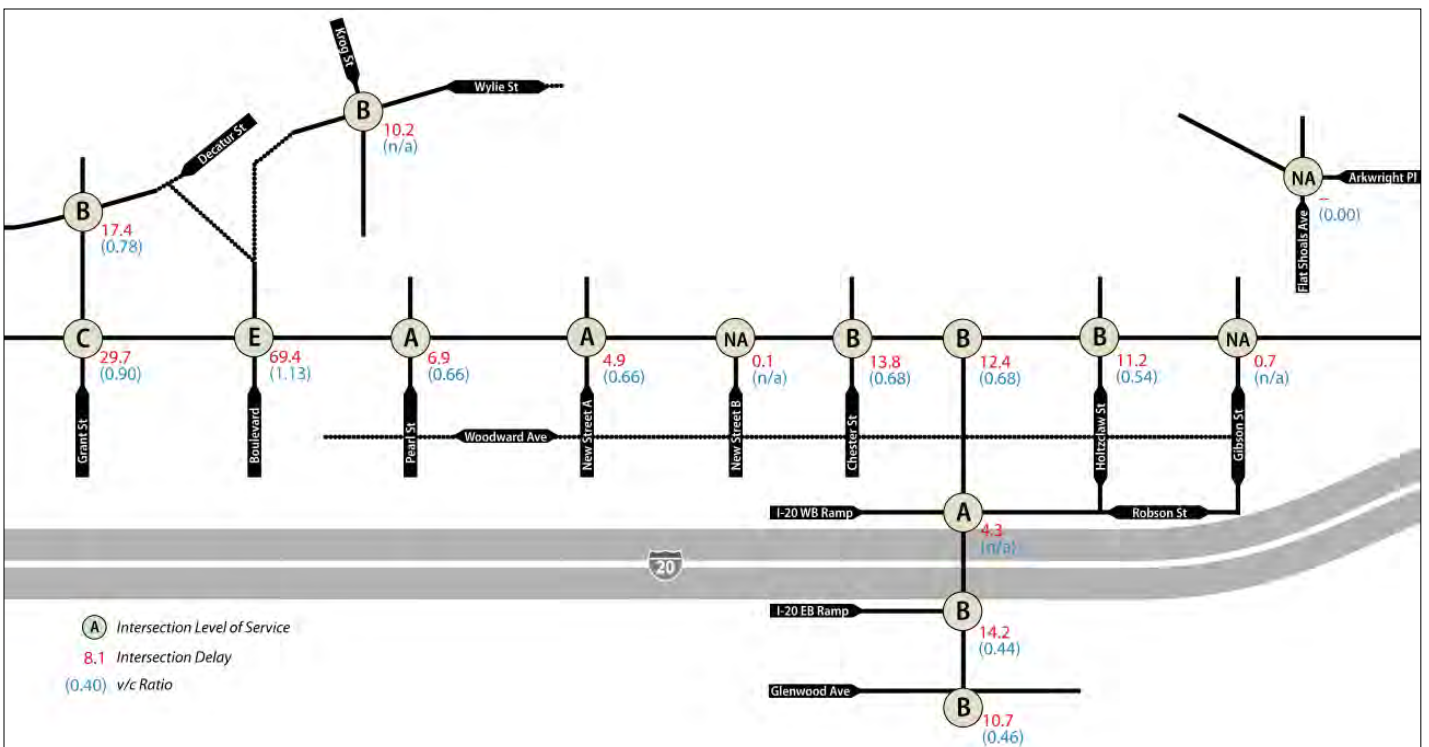 Krog St
Wylie St
B
10.2
(n/a)
Decatur St
B
17.4
(0.78)
NA
Arkwright Pl
–
(0.00)
Flat Shoals Ave
C
29.7
(0.90)
Grant St
E
69.4
(1.13)
Boulevard
A
6.9
(0.66)
Pearl St
A
4.9
(0.66)
New Street A
NA
0.1
(n/a)
New Street B
B
13.8
(0.68)
Chester St
B
12.4
(0.68)
B
11.2
(0.54)
Holtzclaw St
NA
0.7
(n/a)
Gibson St
Woodward Ave
I-20 WB Ramp
A
4.3
(n/a)
Robson St
20
I-20 EB Ramp
B
14.2
(0.44)
Glenwood Ave
B
10.7
(0.46)
A Intersection Level of Service
8.1 Intersection Delay
(0.40) v/c Ratio